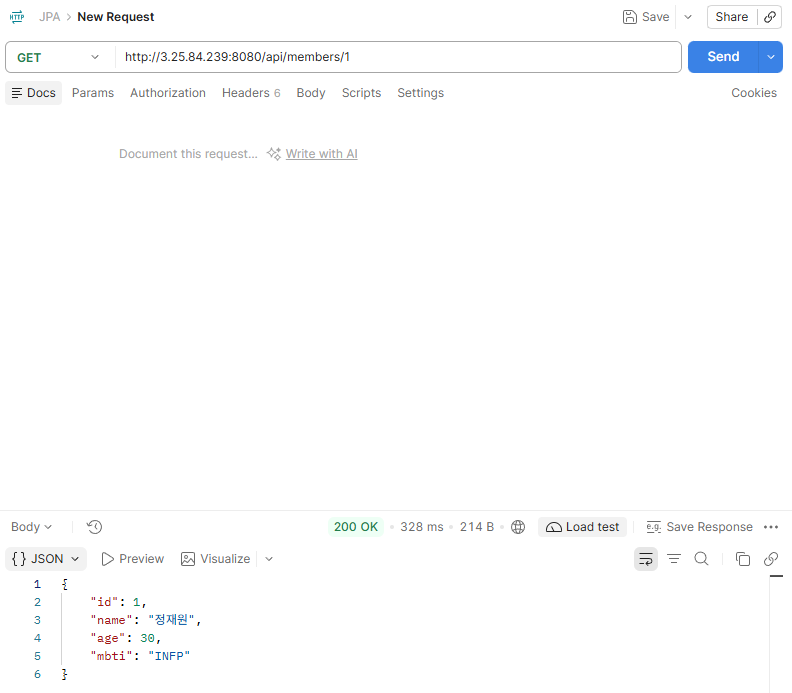 HTTP JPA > New Request Save Share
GET http://3.25.84.239:8080/api/members/1 Send
Docs Params Authorization Headers 6 Body Scripts Settings Cookies
Document this request... Write with AI
Body 200 OK • 328 ms • 214 B • Load test e.g. Save Response
{} JSON Preview Visualize
1 {
2 "id": 1,
3 "name": "정재원",
4 "age": 30,
5 "mbti": "INFP"
6 }